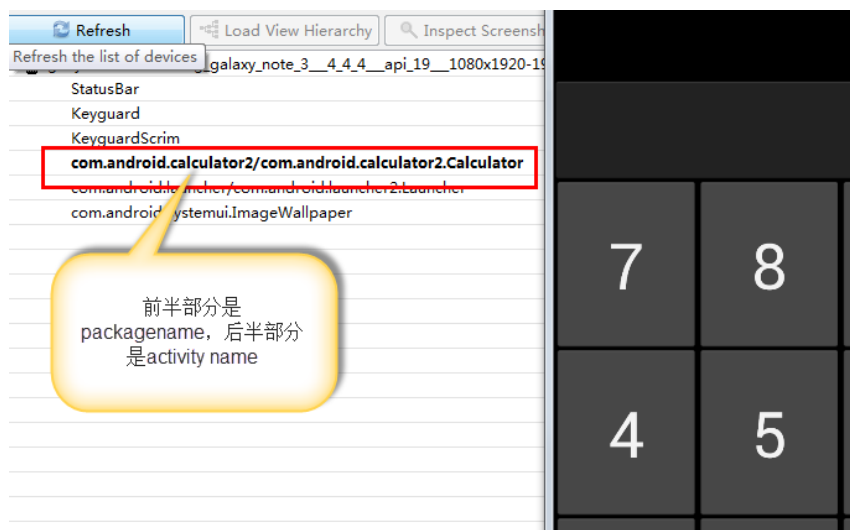 Refresh
Load View Hierarchy
Inspect Screensh
Refresh the list of devices
galaxy_note_3__4_4_4__api_19__1080x1920-19
StatusBar
Keyguard
KeyguardScrim
com.android.calculator2/com.android.calculator2.Calculator
com.android.launcher/com.android.launcher2.Launcher
com.android.systemui.ImageWallpaper
前半部分是
packagename，后半部分
是activity name
7
8
4
5